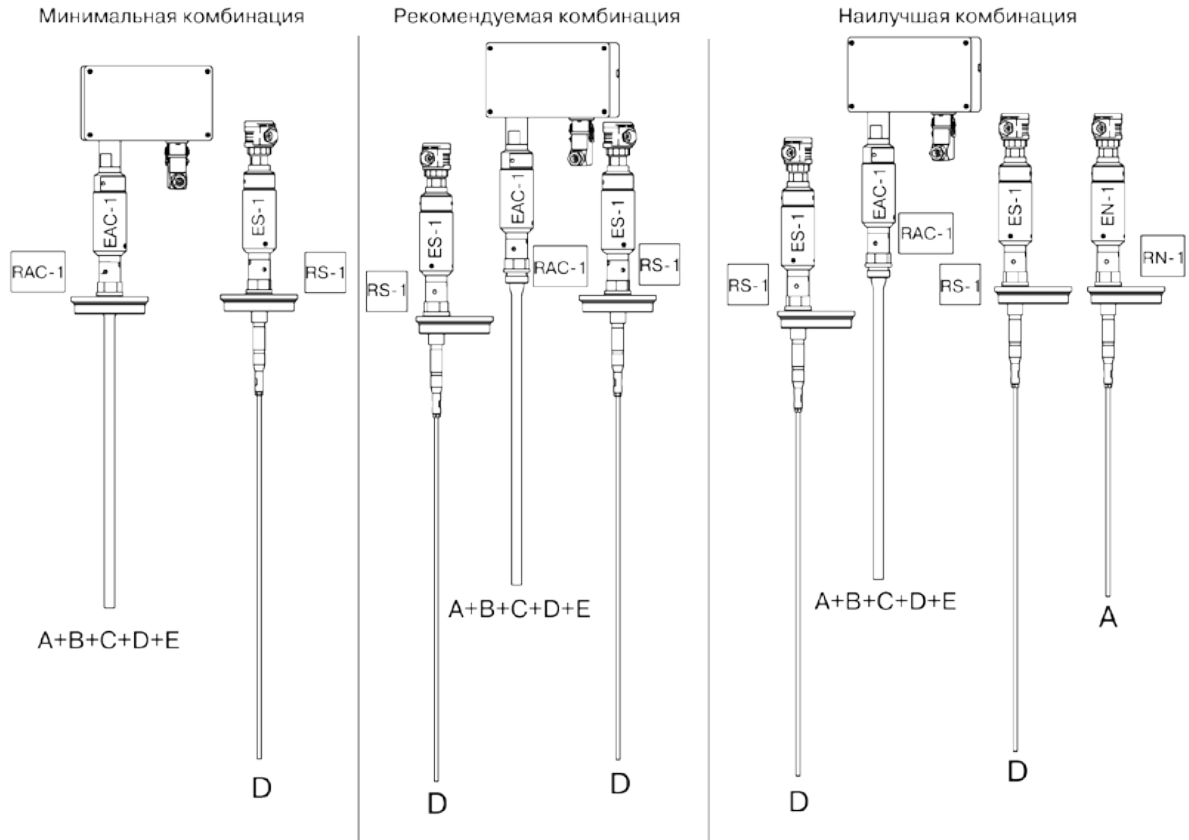 Минимальная комбинация
EAC-1
ES-1
RAC-1
RS-1
A+B+C+D+E
D
Рекомендуемая комбинация
ES-1
EAC-1
ES-1
RS-1
RAC-1
RS-1
A+B+C+D+E
D
D
Наилучшая комбинация
ES-1
EAC-1
ES-1
EN-1
RS-1
RAC-1
RS-1
RN-1
A+B+C+D+E
A
D
D